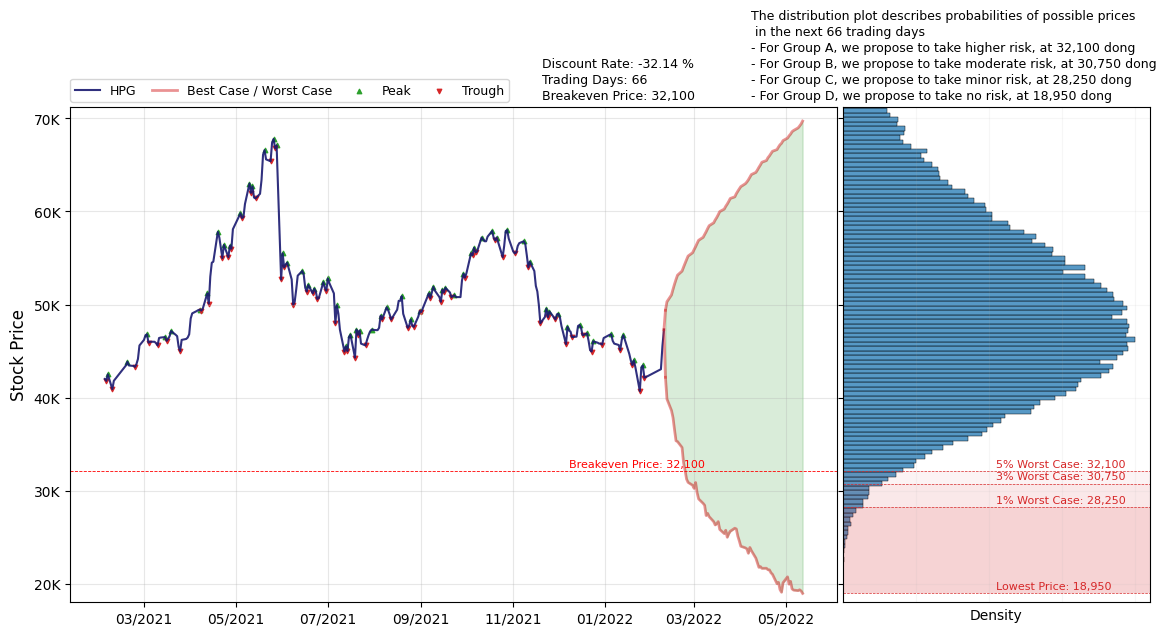 The distribution plot describes probabilities of possible prices
in the next 66 trading days
- For Group A, we propose to take higher risk, at 32,100 dong
- For Group B, we propose to take moderate risk, at 30,750 dong
- For Group C, we propose to take minor risk, at 28,250 dong
- For Group D, we propose to take no risk, at 18,950 dong
Discount Rate: -32.14 %
Trading Days: 66
Breakeven Price: 32,100
HPG
Best Case / Worst Case
Peak
Trough
Stock Price
70K
60K
50K
40K
30K
20K
Breakeven Price: 32,100
5% Worst Case: 32,100
3% Worst Case: 30,750
1% Worst Case: 28,250
Lowest Price: 18,950
03/2021
05/2021
07/2021
09/2021
11/2021
01/2022
03/2022
05/2022
Density